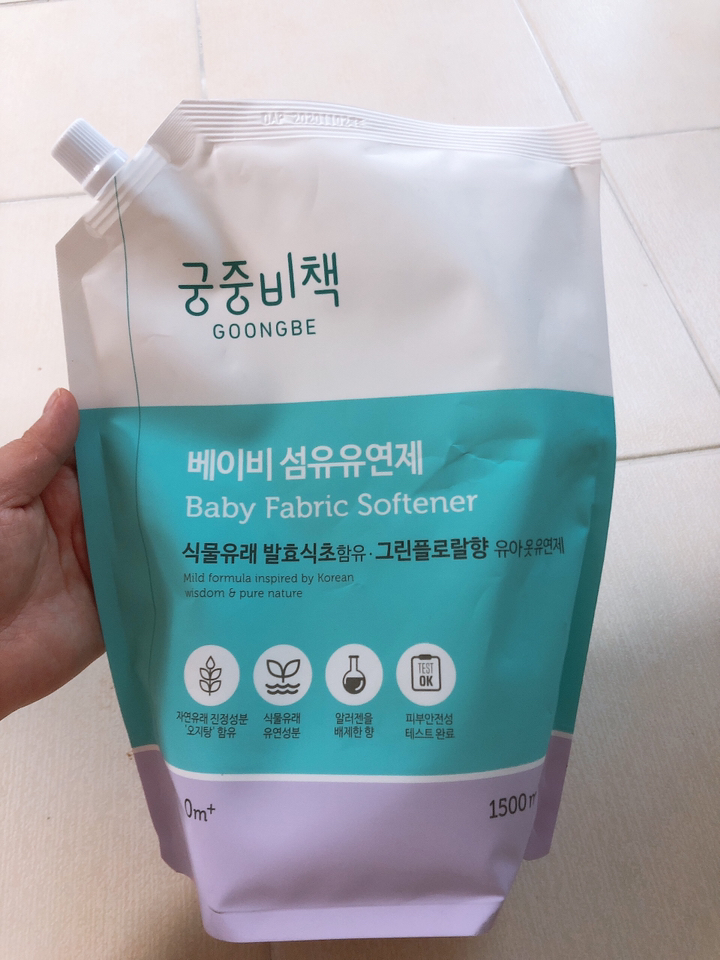 궁중비책
GOONGBE
베이비 섬유유연제
Baby Fabric Softener
식물유래 발효식초함유·그린플로랄향 유아옷유연제
Mild formula inspired by Korean
wisdom & pure nature
TEST
OK
자연유래 진정성분
'오지탕' 함유
식물유래
유연성분
알러젠을
배제한 향
피부안전성
테스트 완료
0m+
1500